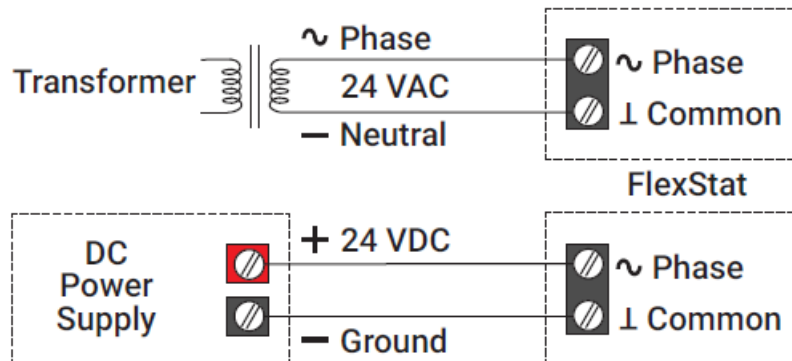 ∿ Phase
Transformer
24 VAC
− Neutral
∿ Phase
⊥ Common
FlexStat
DC
Power
Supply
+ 24 VDC
− Ground
∿ Phase
⊥ Common